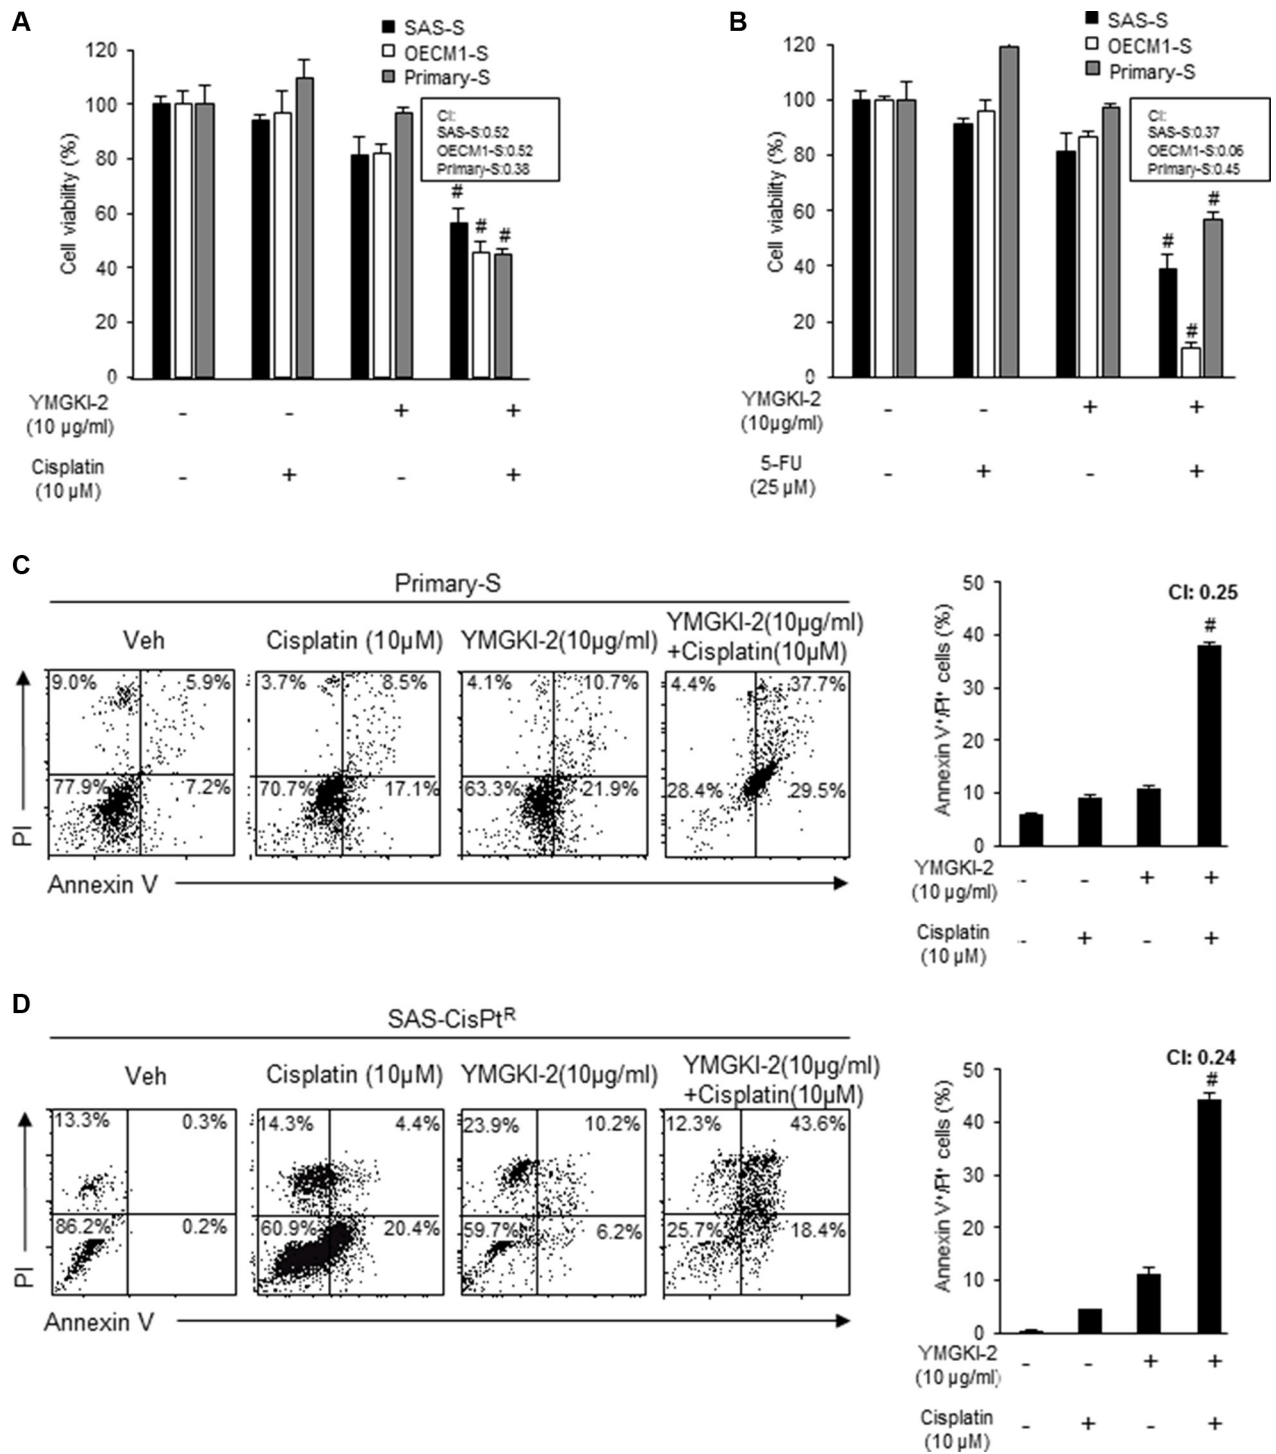 A
SAS-S
OECM1-S
Primary-S
120
100
80
60
40
20
0
Cell viability (%)
CI:
SAS-S:0.52
OECM1-S:0.52
Primary-S:0.38
#
#
#
YMGKI-2
(10 µg/ml)
- - + +
Cisplatin
(10 µM)
- + - +
B
SAS-S
OECM1-S
Primary-S
120
100
80
60
40
20
0
Cell viability (%)
CI:
SAS-S:0.37
OECM1-S:0.06
Primary-S:0.45
#
#
#
YMGKI-2
(10µg/ml)
- - + +
5-FU
(25 µM)
- + - +
C
Primary-S
Veh
Cisplatin (10µM)
YMGKI-2(10µg/ml)
YMGKI-2(10µg/ml)
+Cisplatin(10µM)
9.0% 5.9%
77.9% 7.2%
3.7% 8.5%
70.7% 17.1%
4.1% 10.7%
63.3% 21.9%
4.4% 37.7%
28.4% 29.5%
PI
Annexin V
50
40
30
20
10
0
Annexin V⁺/PI⁺ cells (%)
CI: 0.25
#
YMGKI-2
(10 µg/ml)
- - + +
Cisplatin
(10 µM)
- + - +
D
SAS-CisPtᴿ
Veh
Cisplatin (10µM)
YMGKI-2(10µg/ml)
YMGKI-2(10µg/ml)
+Cisplatin(10µM)
13.3% 0.3%
86.2% 0.2%
14.3% 4.4%
60.9% 20.4%
23.9% 10.2%
59.7% 6.2%
12.3% 43.6%
25.7% 18.4%
PI
Annexin V
50
40
30
20
10
0
Annexin V⁺/PI⁺ cells (%)
CI: 0.24
#
YMGKI-2
(10 µg/ml)
- - + +
Cisplatin
(10 µM)
- + - +